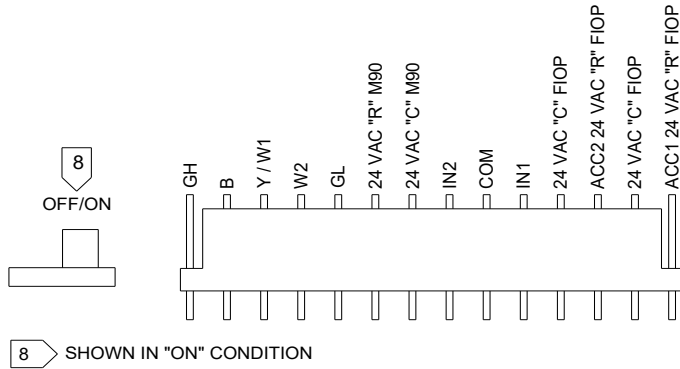 8
OFF/ON
GH
B
Y / W1
W2
GL
24 VAC "R" M90
24 VAC "C" M90
IN2
COM
IN1
24 VAC "C" FIOP
ACC2 24 VAC "R" FIOP
24 VAC "C" FIOP
ACC1 24 VAC "R" FIOP
8 SHOWN IN "ON" CONDITION